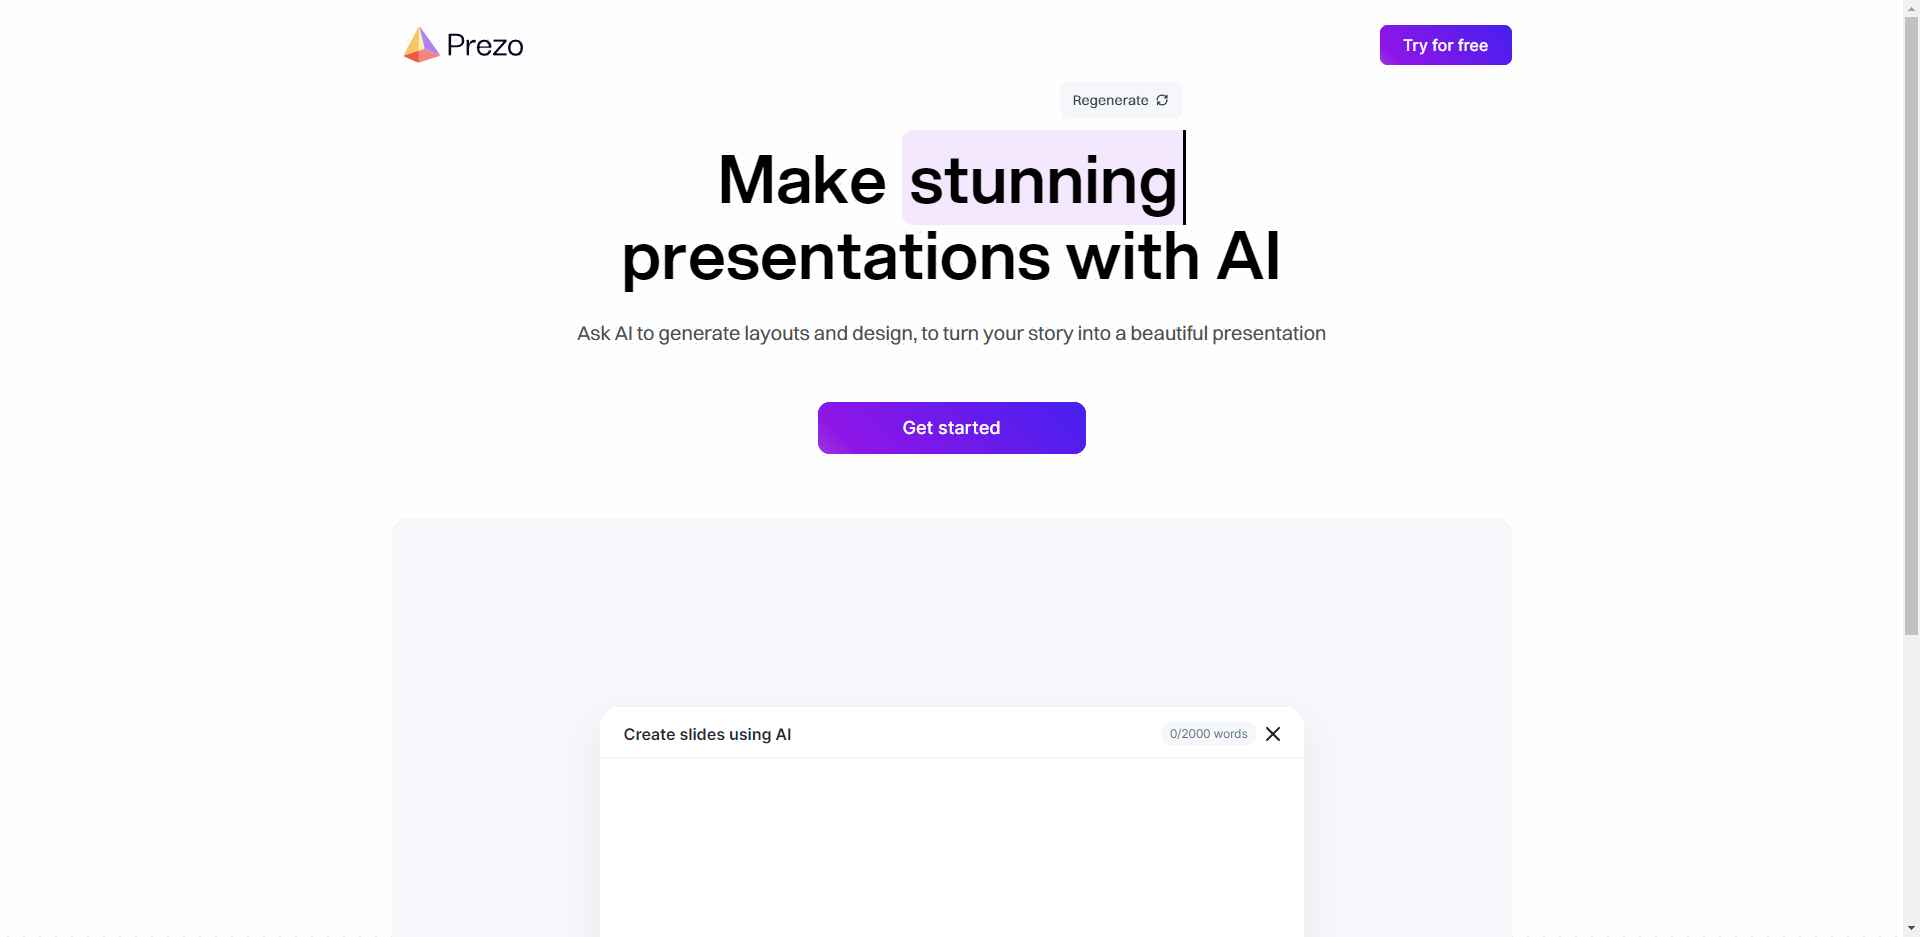 Prezo
Try for free
Regenerate
Make stunning
presentations with AI
Ask AI to generate layouts and design, to turn your story into a beautiful presentation
Get started
Create slides using AI
0/2000 words